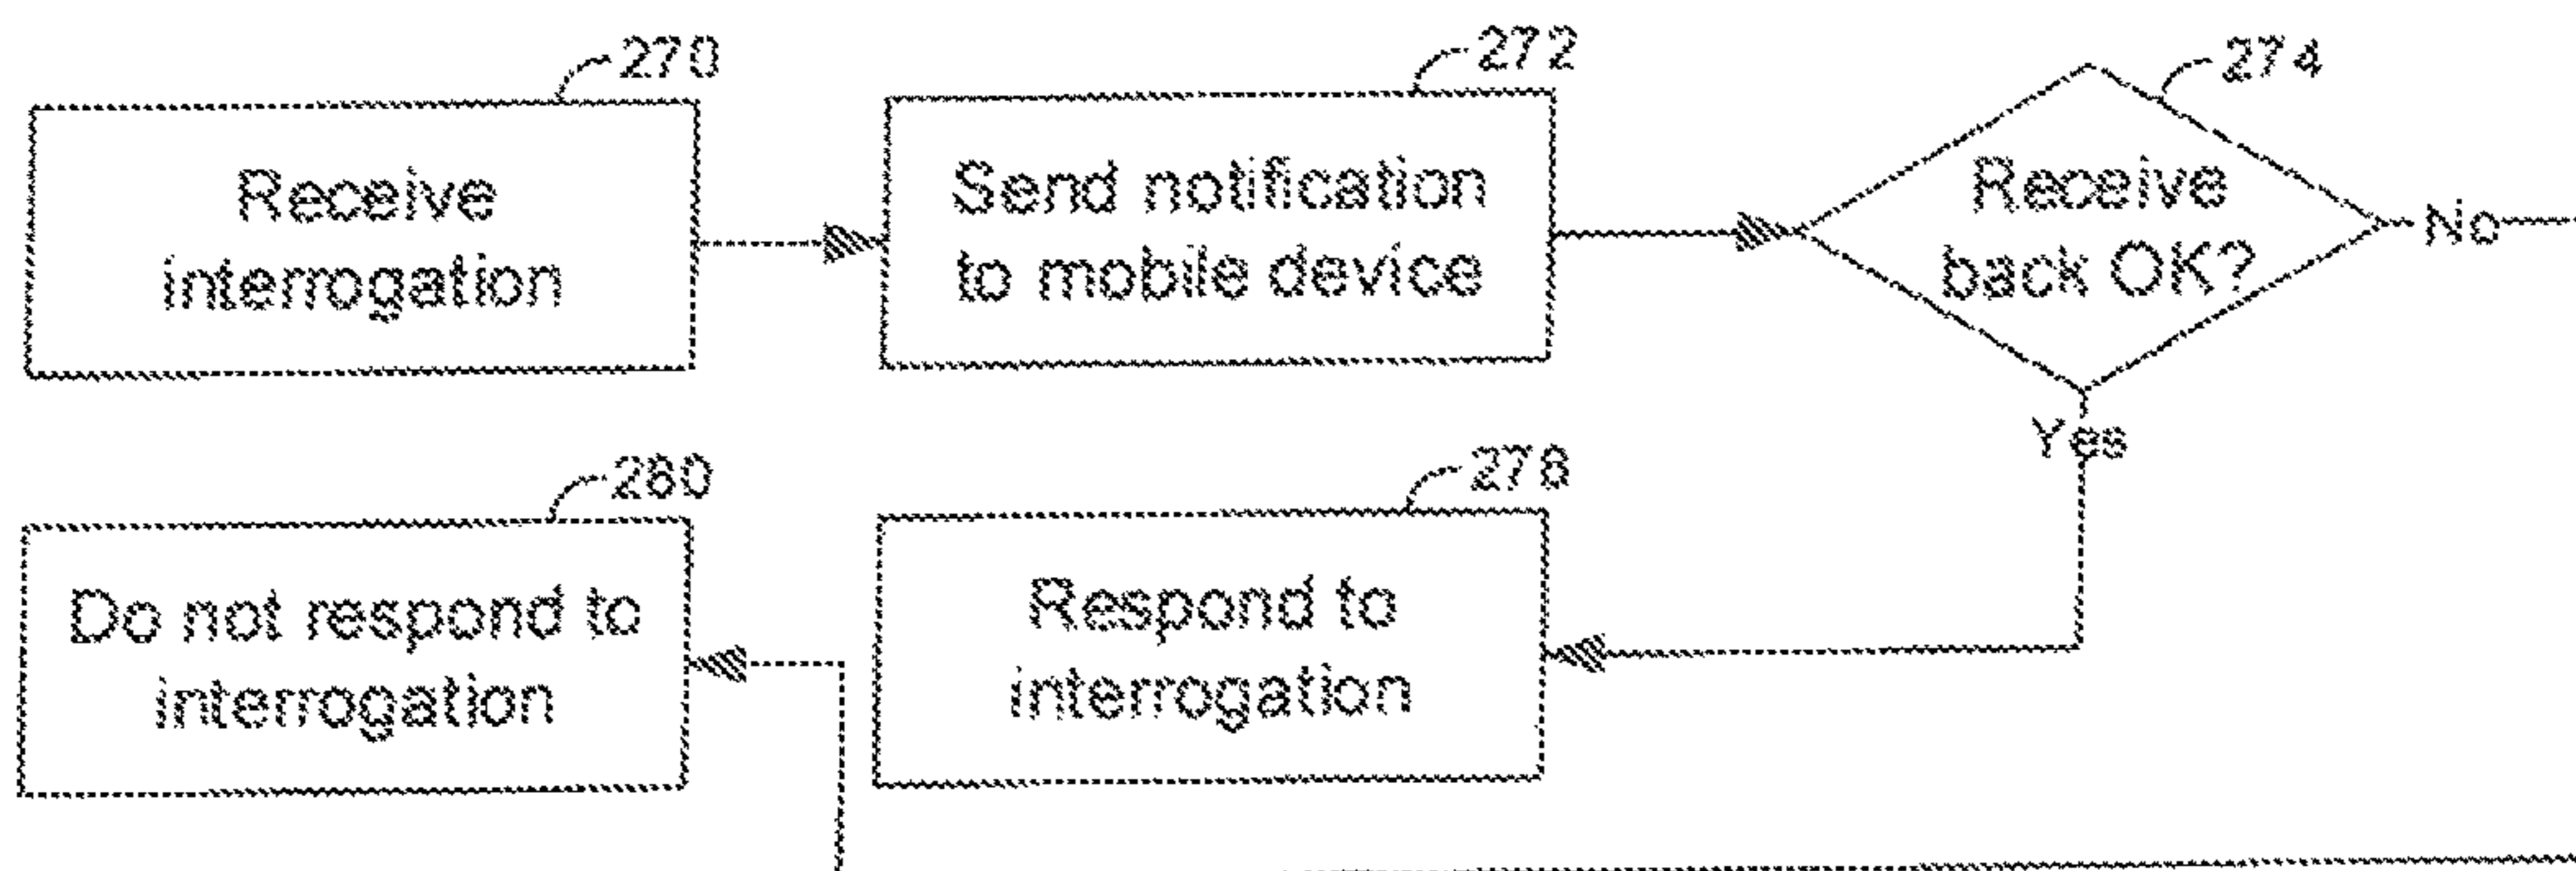 270
Receive
interrogation
272
Send notification
to mobile device
274
Receive
back OK?
No
Yes
280
Do not respond to
interrogation
278
Respond to
interrogation